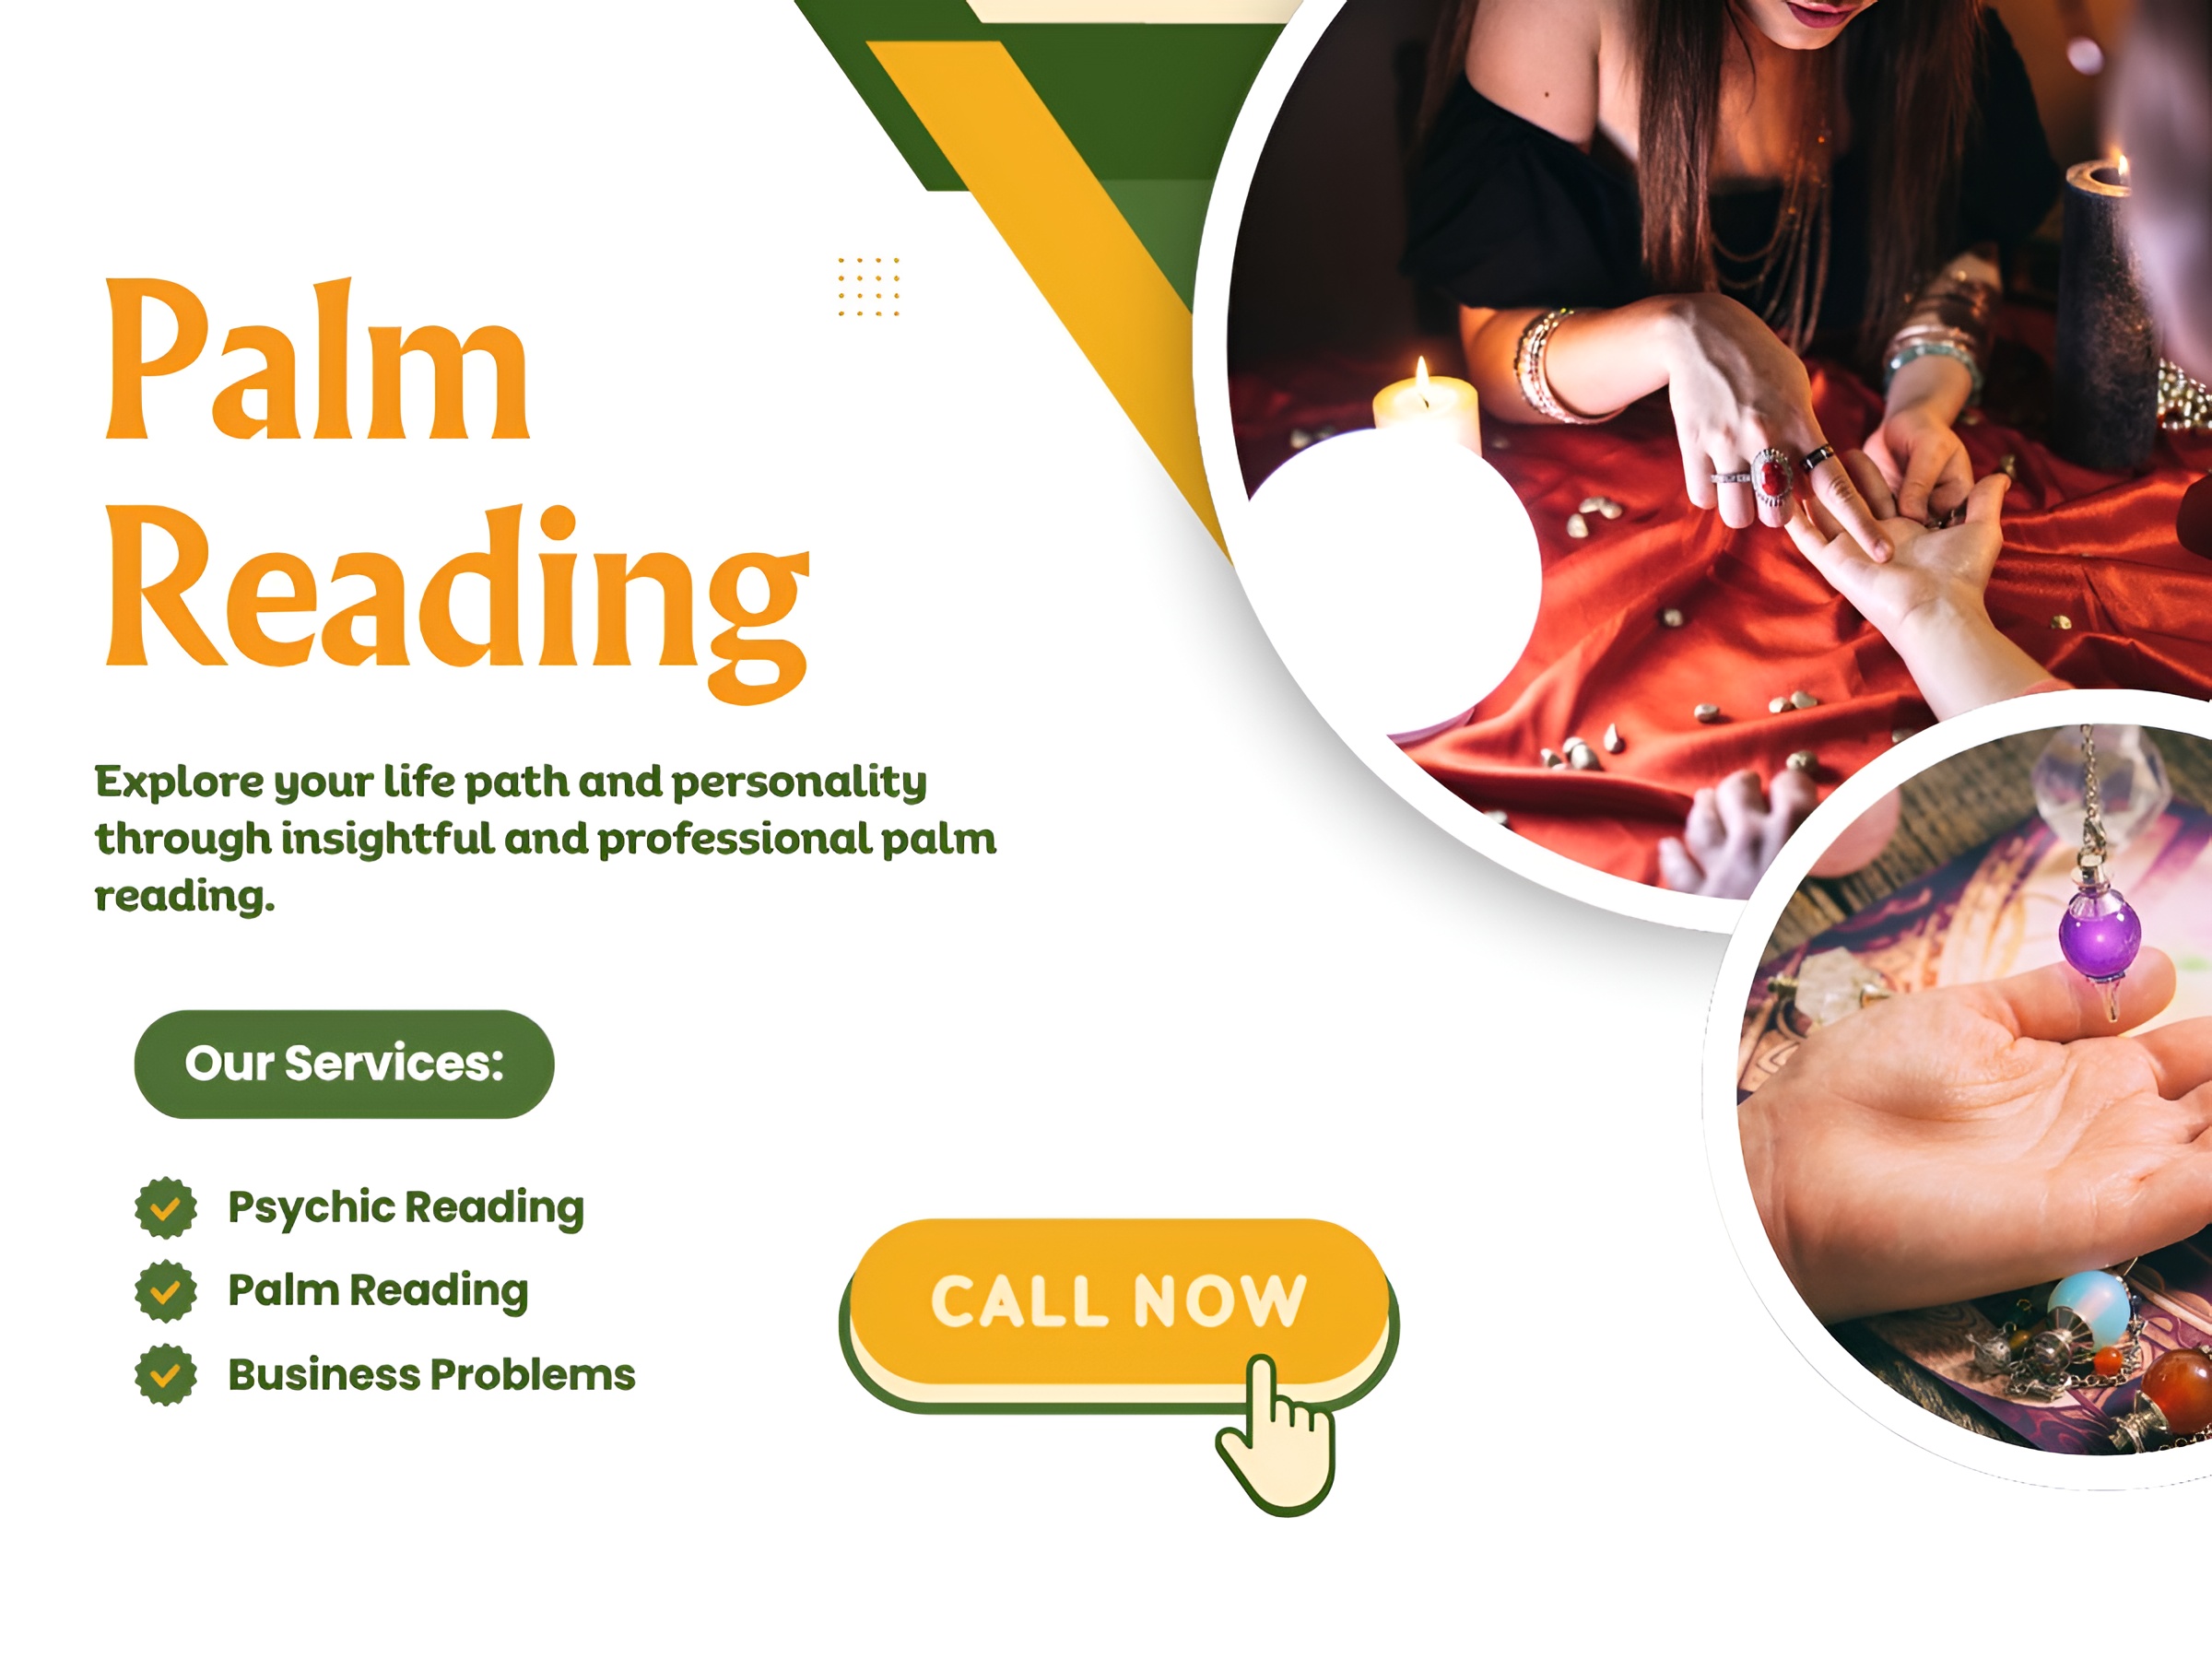 Palm
Reading
Explore your life path and personality
through insightful and professional palm
reading.
Our Services:
Psychic Reading
Palm Reading
Business Problems
CALL NOW